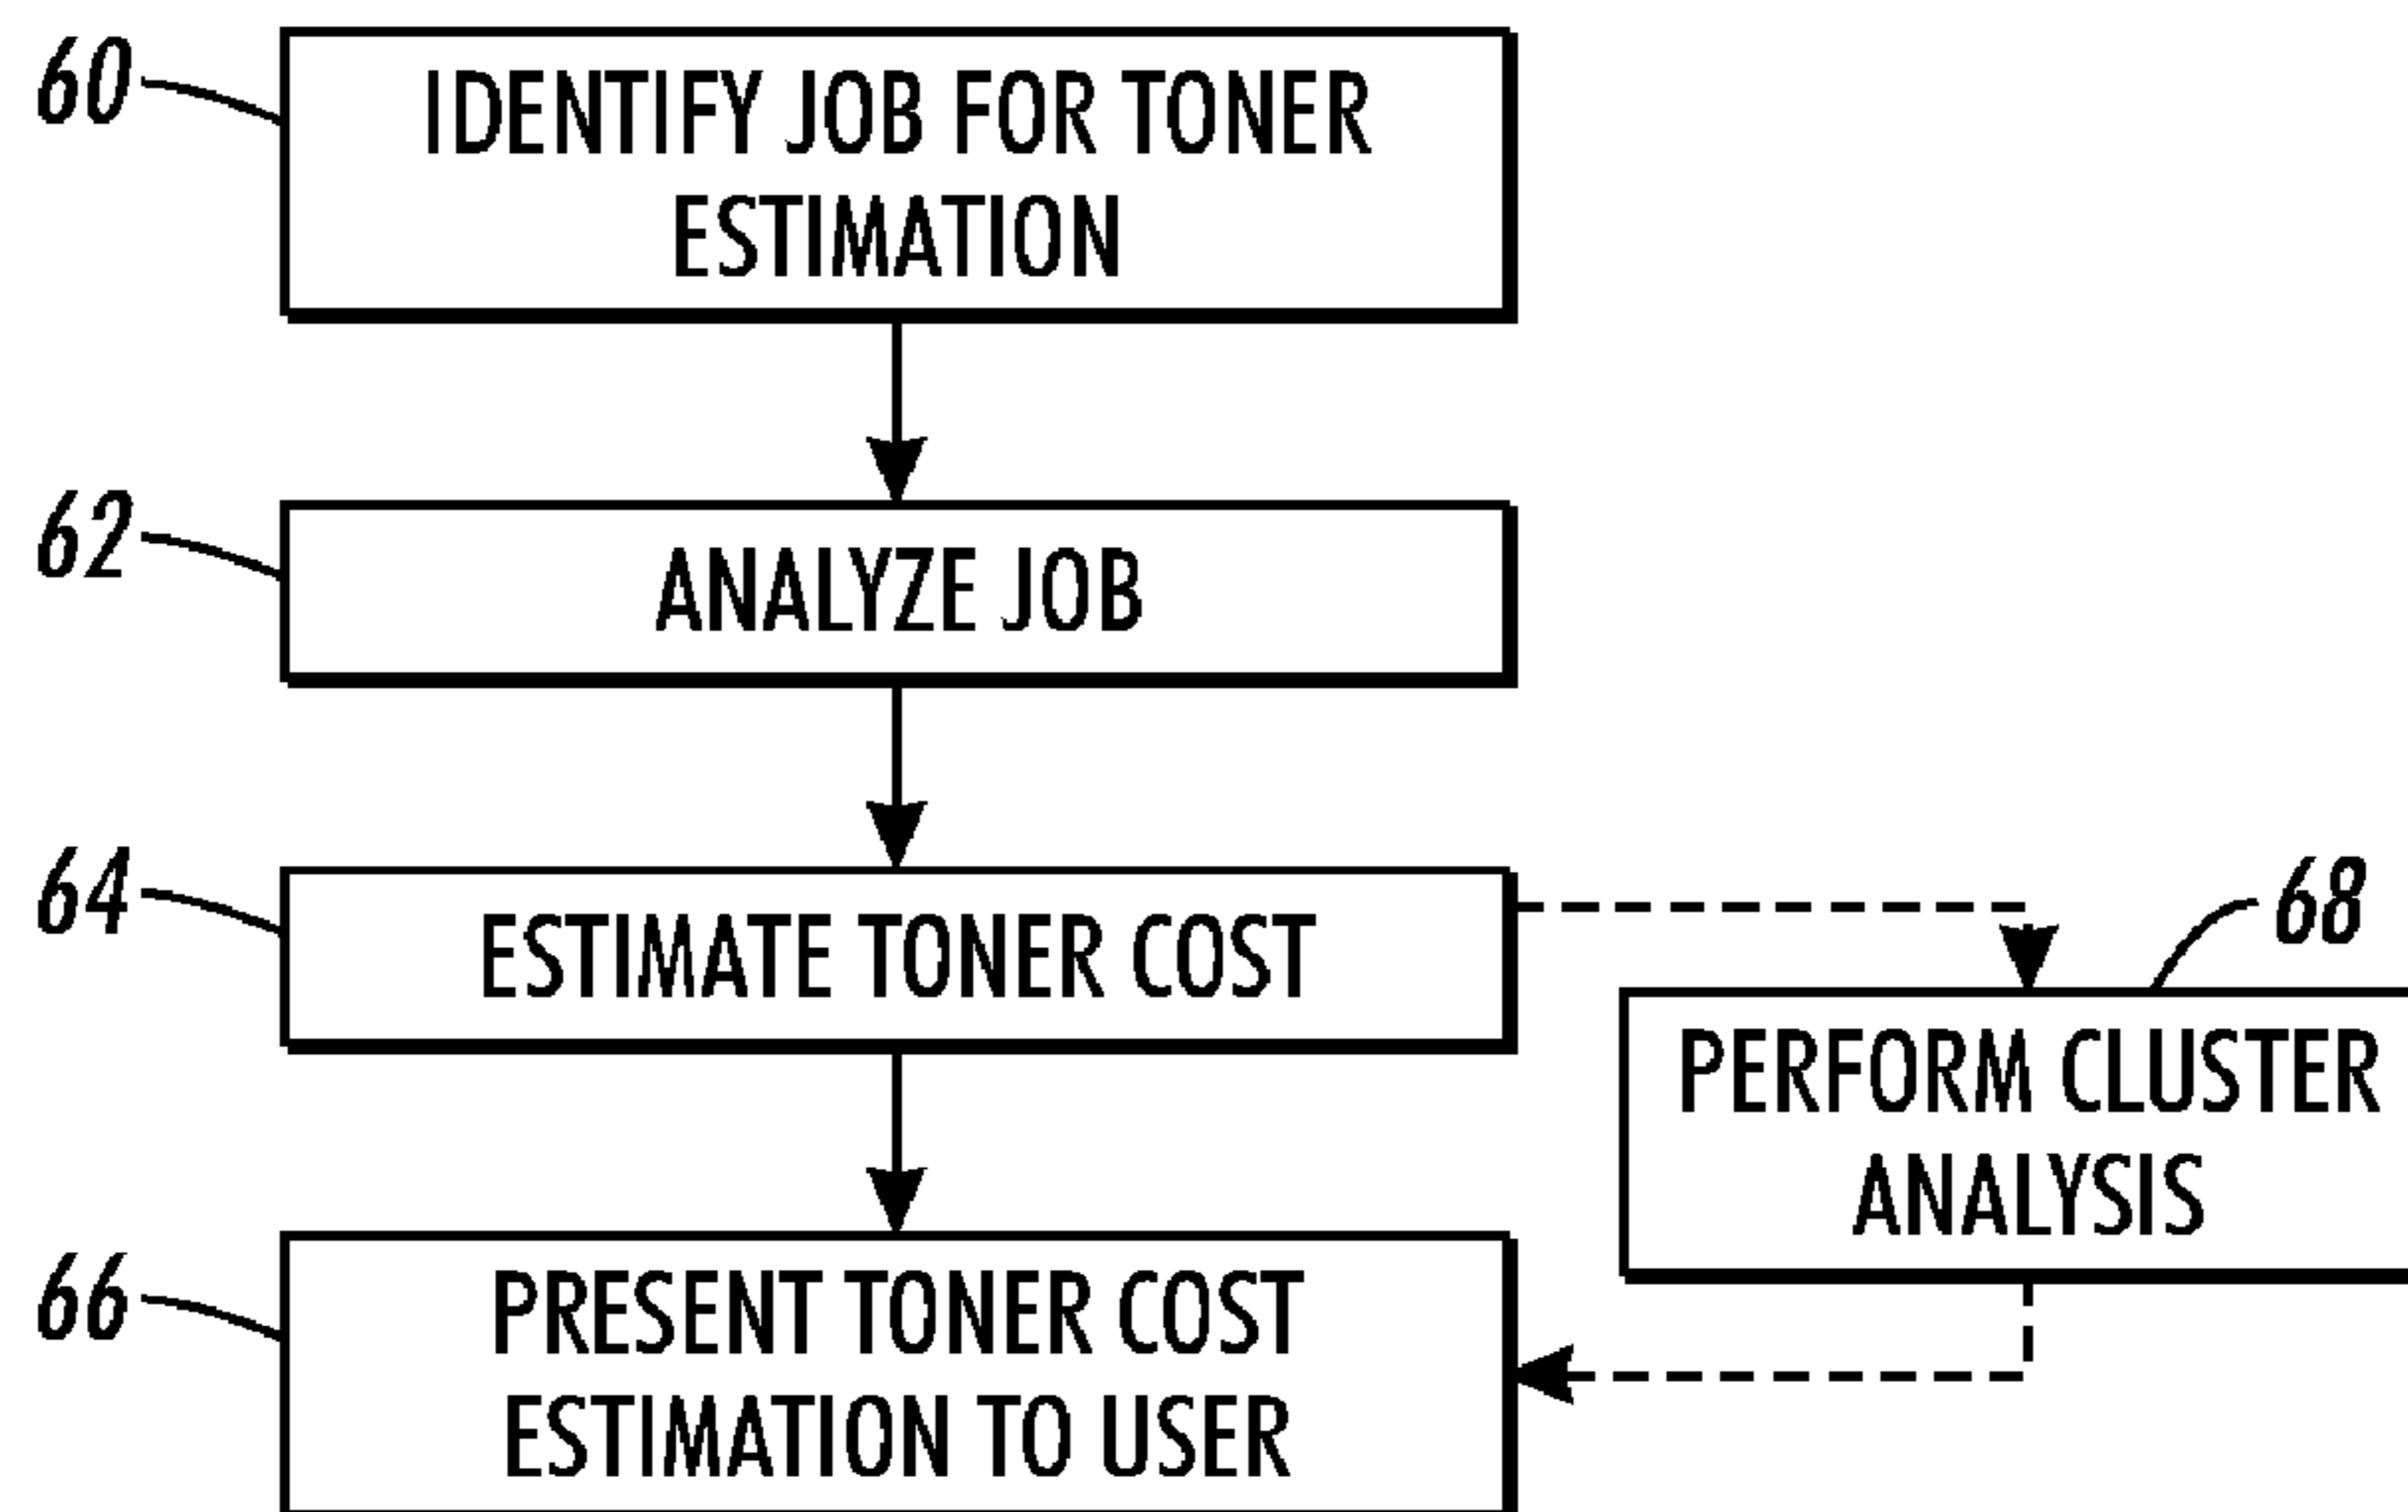 60
IDENTIFY JOB FOR TONER
ESTIMATION
62
ANALYZE JOB
64
ESTIMATE TONER COST
68
PERFORM CLUSTER
ANALYSIS
66
PRESENT TONER COST
ESTIMATION TO USER